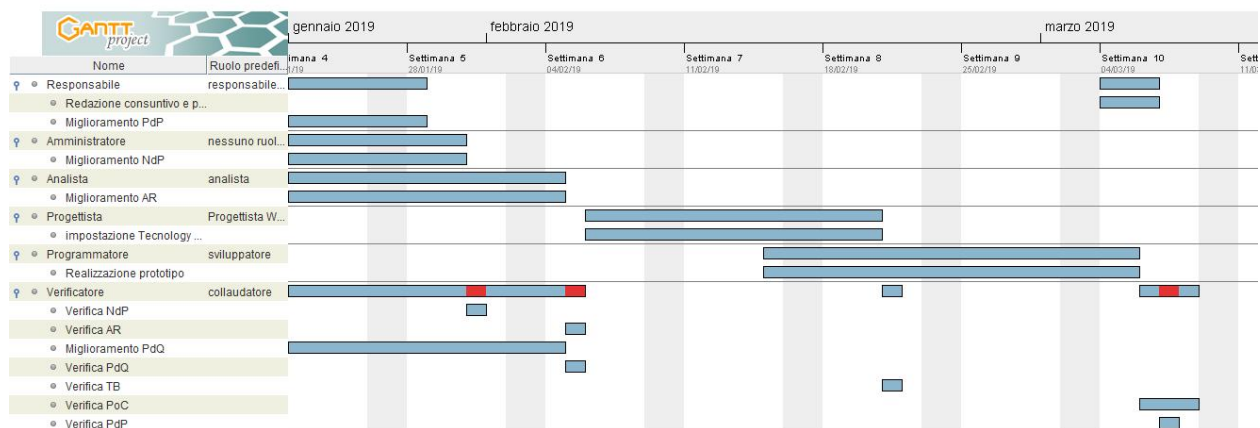 GANTT
project
gennaio 2019
febbraio 2019
marzo 2019
Nome
Ruolo predefi...
imana 4
1/19
Settimana 5
28/01/19
Settimana 6
04/02/19
Settimana 7
11/02/19
Settimana 8
18/02/19
Settimana 9
25/02/19
Settimana 10
04/03/19
Sett
11/03
Responsabile responsabile...
Redazione consuntivo e p...
Miglioramento PdP
Amministratore nessuno ruol...
Miglioramento NdP
Analista analista
Miglioramento AR
Progettista Progettista W...
impostazione Tecnology ...
Programmatore sviluppatore
Realizzazione prototipo
Verificatore collaudatore
Verifica NdP
Verifica AR
Miglioramento PdQ
Verifica PdQ
Verifica TB
Verifica PoC
Verifica PdP